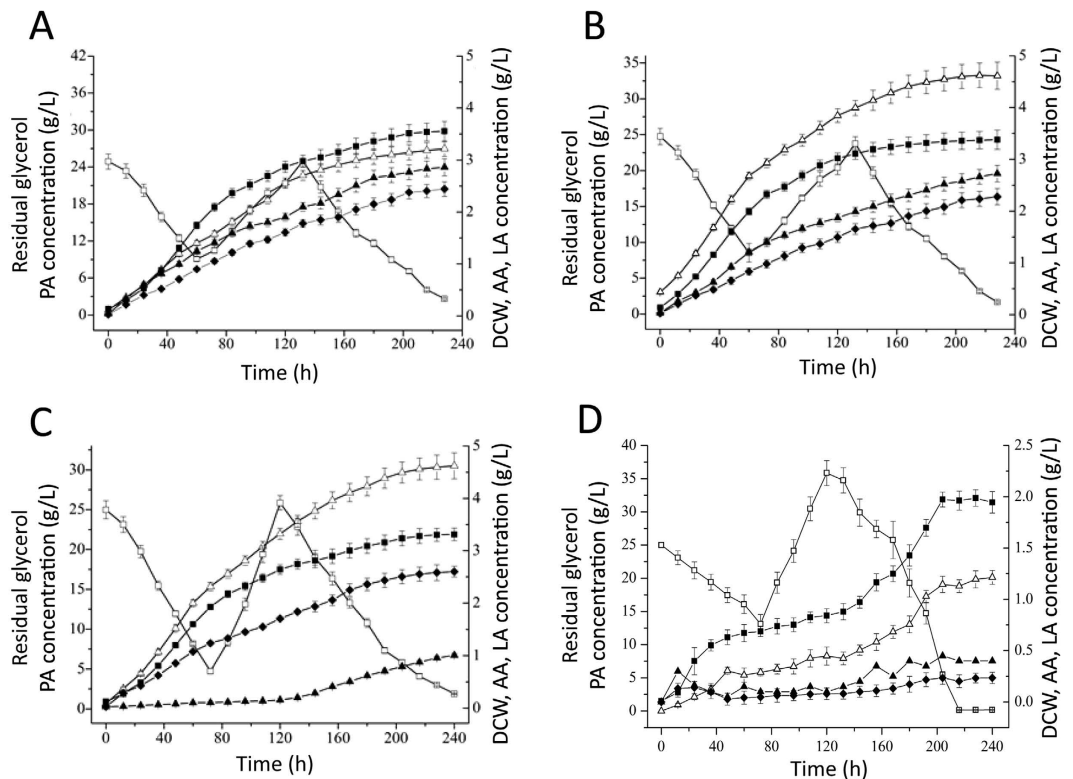 A
Residual glycerol
PA concentration (g/L)
42
36
30
24
18
12
6
0
5
4
3
2
1
0
DCW, AA, LA concentration (g/L)
0 40 80 120 160 200 240
Time (h)
B
Residual glycerol
PA concentration (g/L)
35
30
25
20
15
10
5
0
5
4
3
2
1
0
DCW, AA, LA concentration (g/L)
0 40 80 120 160 200 240
Time (h)
C
Residual glycerol
PA concentration (g/L)
30
25
20
15
10
5
0
5
4
3
2
1
0
DCW, AA, LA concentration (g/L)
0 40 80 120 160 200 240
Time (h)
D
Residual glycerol
PA concentration (g/L)
40
35
30
25
20
15
10
5
0
2.5
2.0
1.5
1.0
0.5
0.0
DCW, AA, LA concentration (g/L)
0 40 80 120 160 200 240
Time (h)